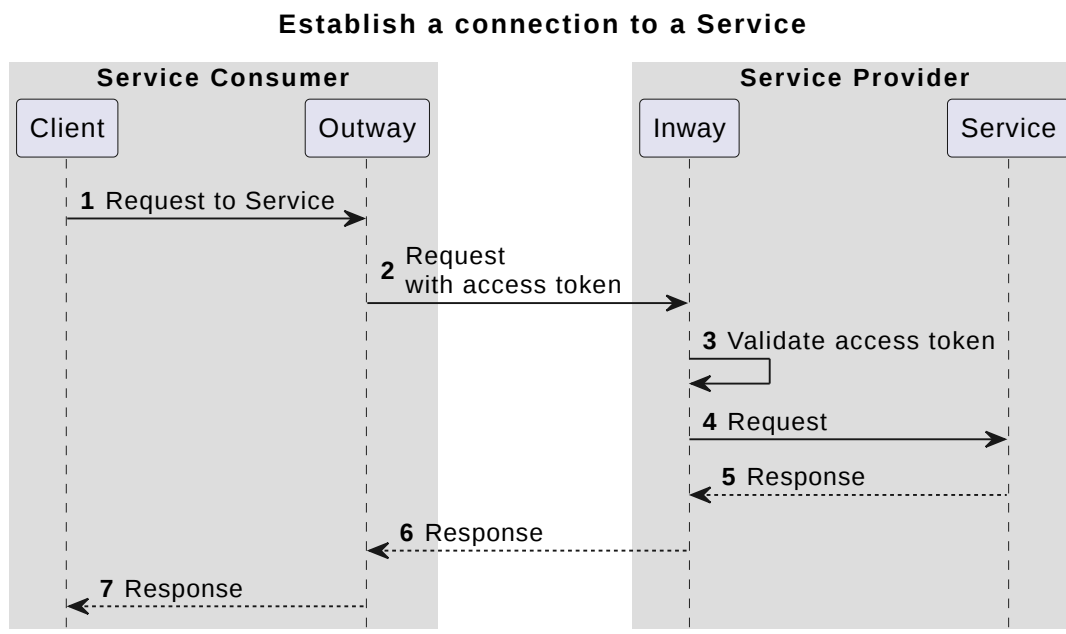 Establish a connection to a Service
Service Consumer
Service Provider
Client
Outway
Inway
Service
1 Request to Service
2 Request
with access token
3 Validate access token
4 Request
5 Response
6 Response
7 Response